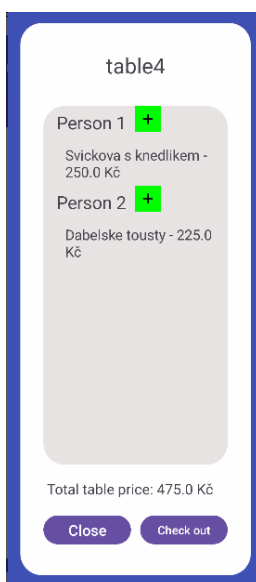 table4
Person 1 +
Svickova s knedlikem -
250.0 Kč
Person 2 +
Dabelske tousty - 225.0
Kč
Total table price: 475.0 Kč
Close Check out